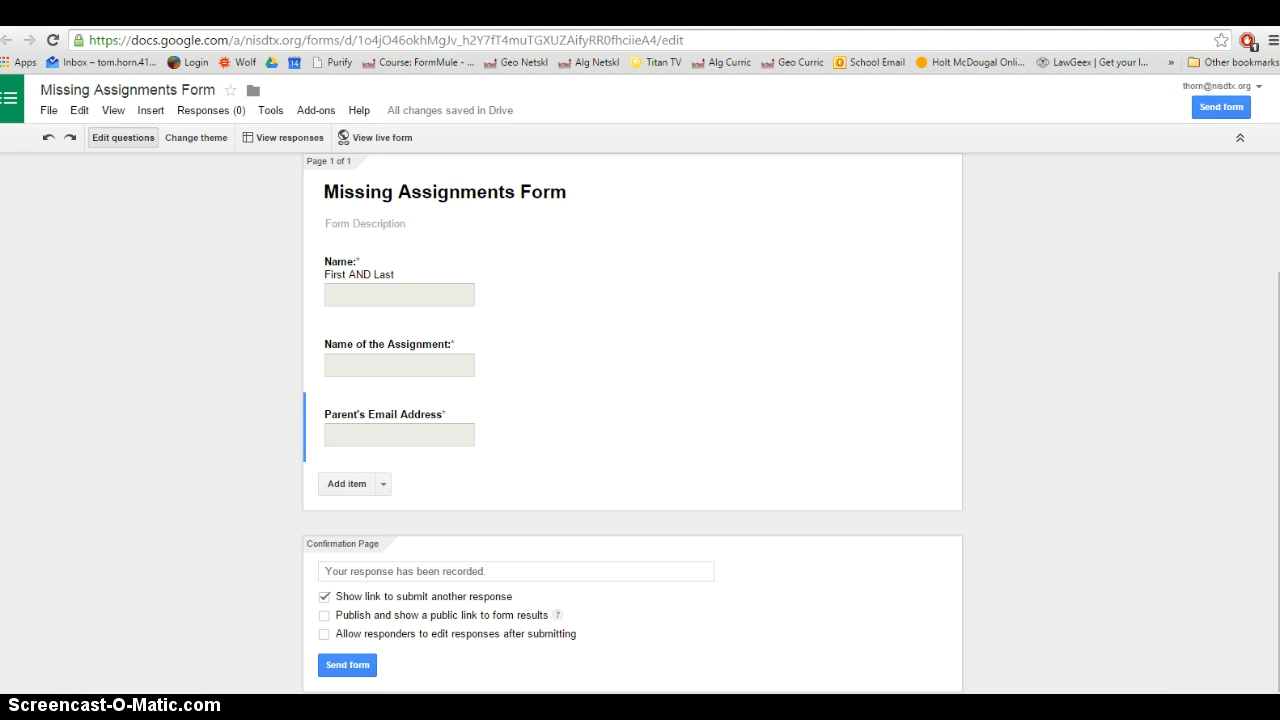 https://docs.google.com/a/nisdtx.org/forms/d/1o4jO46okhMgJv_h2Y7fT4muTGXUZAifyRR0fhciieA4/edit
Apps Inbox – tom.horn.41... Login Wolf 14 Purify Course: FormMule - ... Geo Netskl Alg Netskl Titan TV Alg Curric Geo Curric School Email Holt McDougal Onli... LawGeex | Get your l... » Other bookmarks
Missing Assignments Form
thorn@nisdtx.org
File Edit View Insert Responses (0) Tools Add-ons Help All changes saved in Drive
Send form
Edit questions Change theme View responses View live form
Page 1 of 1
Missing Assignments Form
Form Description
Name:*
First AND Last
Name of the Assignment:*
Parent's Email Address*
Add item
Confirmation Page
Your response has been recorded.
Show link to submit another response
Publish and show a public link to form results ?
Allow responders to edit responses after submitting
Send form
Screencast-O-Matic.com